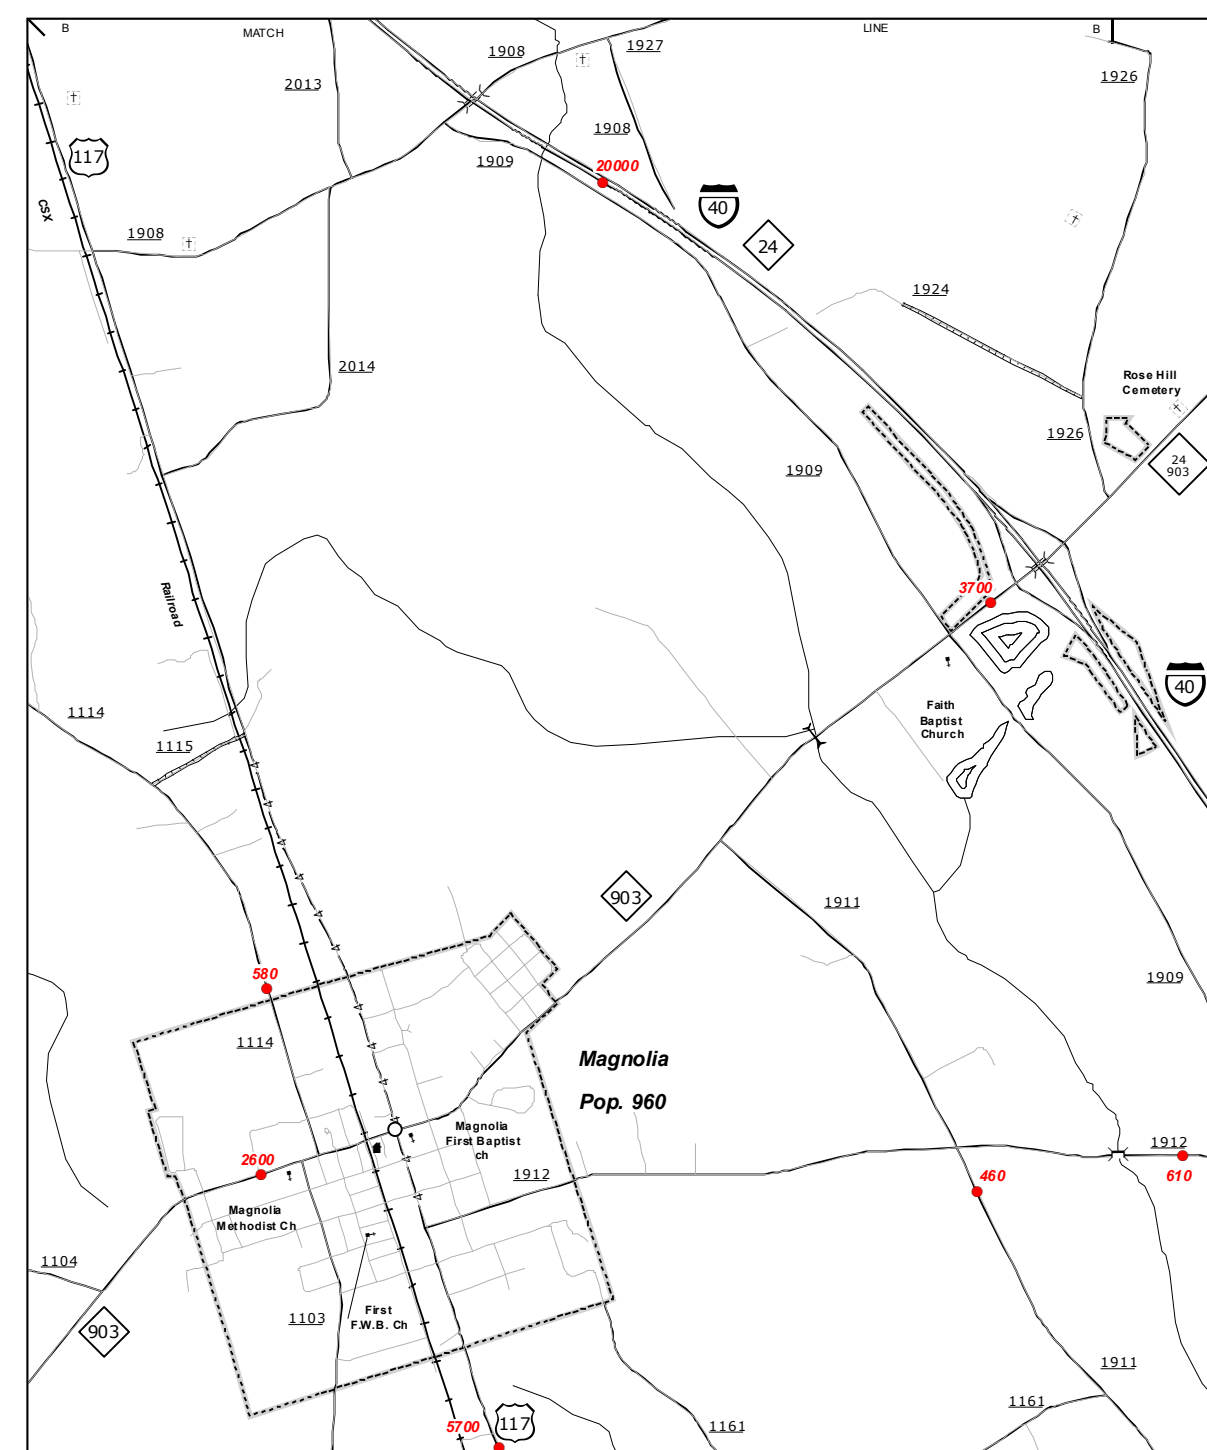 B
MATCH
LINE
B
1908
1927
1926
2013
117
1908
1909
20000
40
24
CSX
1908
1924
2014
Rose Hill
Cemetery
1926
24
903
1909
3700
Railroad
40
1114
1115
Faith
Baptist
Church
903
1911
580
1909
1114
Magnolia
Pop. 960
Magnolia
First Baptist
ch
1912
2600
1912
460
610
Magnolia
Methodist Ch
1104
903
1103
First
F.W.B. Ch
1911
5700
117
1161
1161